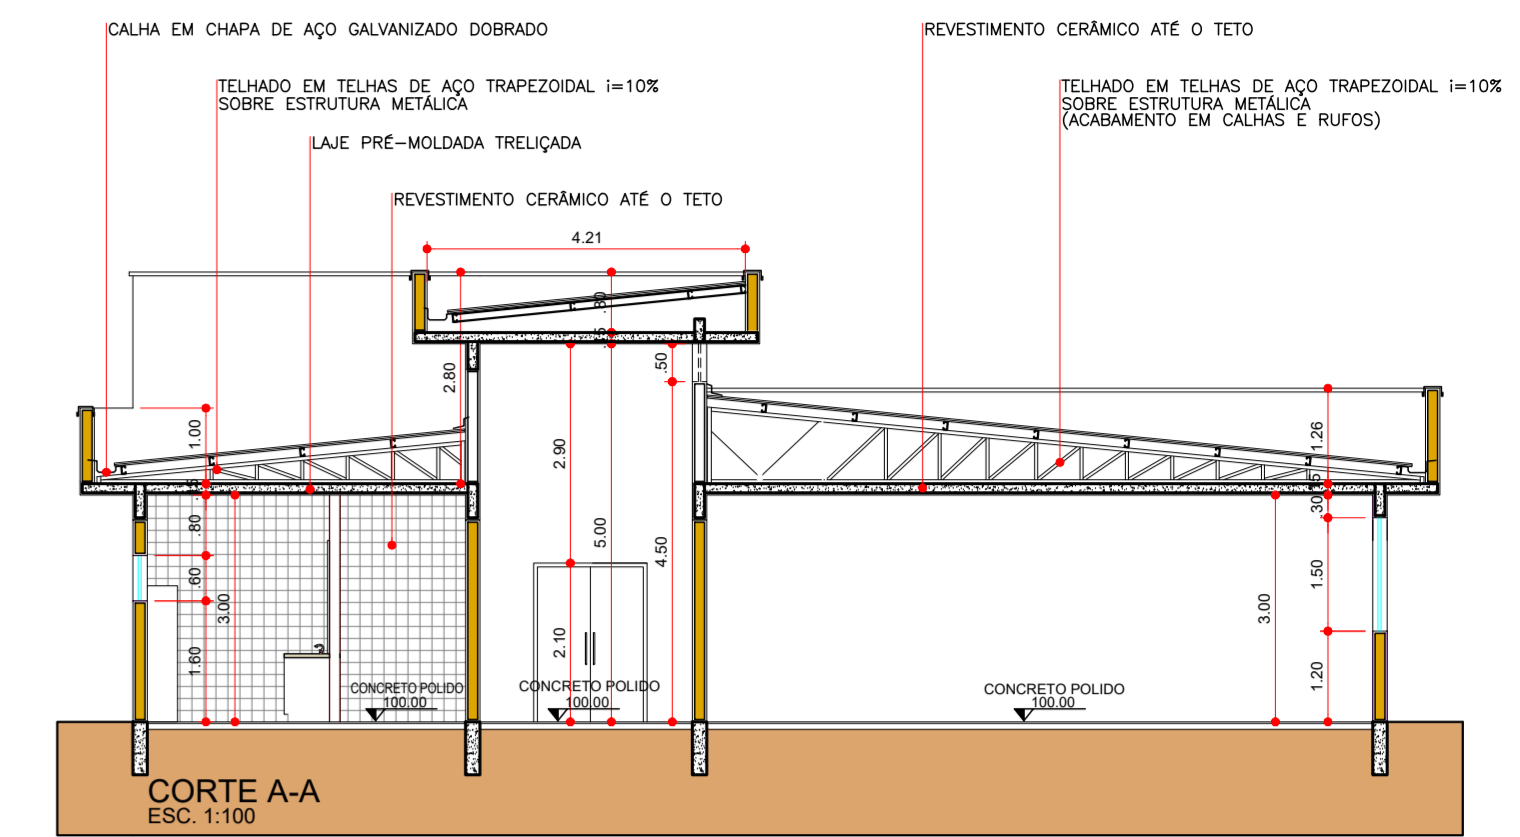 CALHA EM CHAPA DE AÇO GALVANIZADO DOBRADO
REVESTIMENTO CERÂMICO ATÉ O TETO
TELHADO EM TELHAS DE AÇO TRAPEZOIDAL i=10%
SOBRE ESTRUTURA METÁLICA
TELHADO EM TELHAS DE AÇO TRAPEZOIDAL i=10%
SOBRE ESTRUTURA METÁLICA
(ACABAMENTO EM CALHAS E RUFOS)
LAJE PRÉ-MOLDADA TRELIÇADA
REVESTIMENTO CERÂMICO ATÉ O TETO
4.21
.80
2.80
.50
1.00
2.90
1.26
.30
.80
5.00
4.50
.60
3.00
1.50
3.00
1.60
2.10
1.20
CONCRETO POLIDO
100.00
CONCRETO POLIDO
100.00
CONCRETO POLIDO
100.00
CORTE A-A
ESC. 1:100